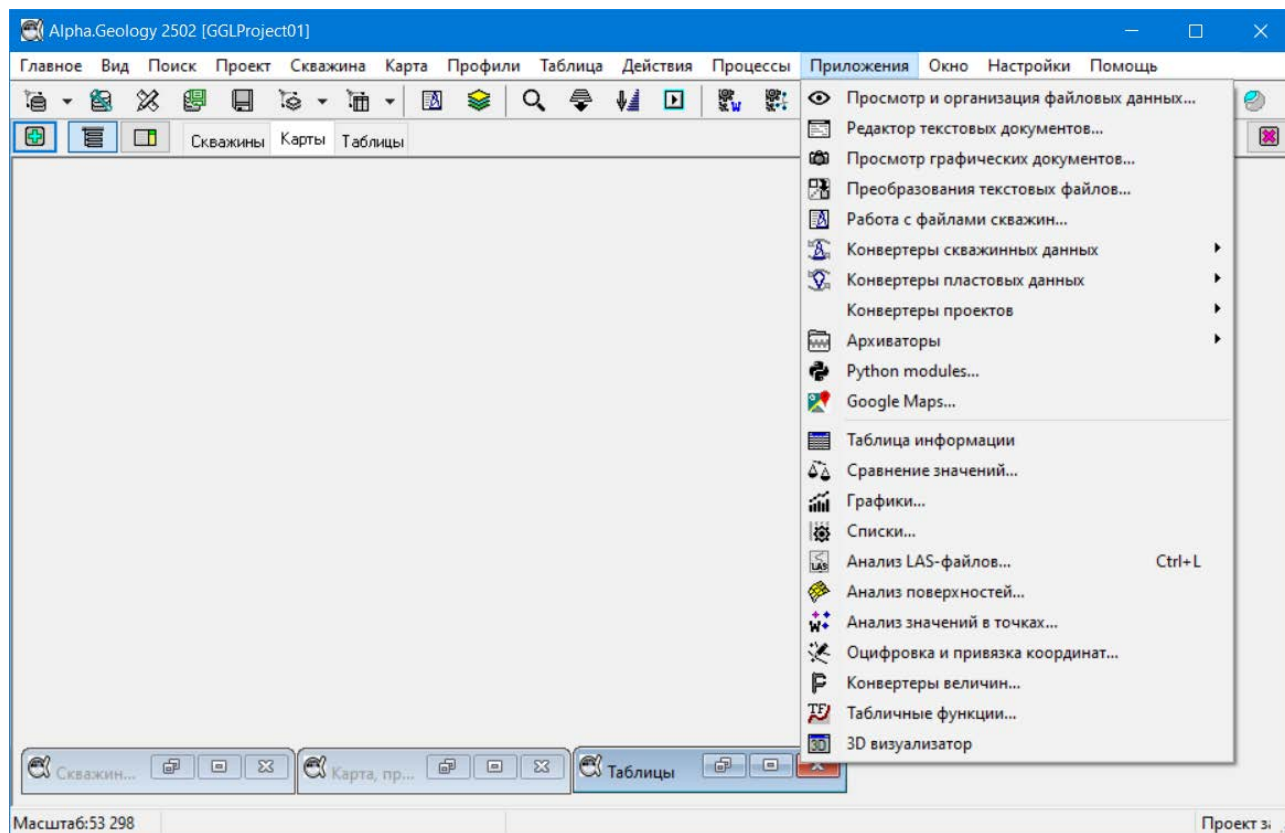 Alpha.Geology 2502 [GGLProject01]
Главное Вид Поиск Проект Скважина Карта Профили Таблица Действия Процессы Приложения Окно Настройки Помощь
Скважины Карты Таблицы
Просмотр и организация файловых данных...
Редактор текстовых документов...
Просмотр графических документов...
Преобразования текстовых файлов...
Работа с файлами скважин...
Конвертеры скважинных данных
Конвертеры пластовых данных
Конвертеры проектов
Архиваторы
Python modules...
Google Maps...
Таблица информации
Сравнение значений...
Графики...
Списки...
Анализ LAS-файлов... Ctrl+L
Анализ поверхностей...
Анализ значений в точках...
Оцифровка и привязка координат...
Конвертеры величин...
Табличные функции...
3D визуализатор
Скважин... Карта, пр... Таблицы
Масштаб:53 298 Проект